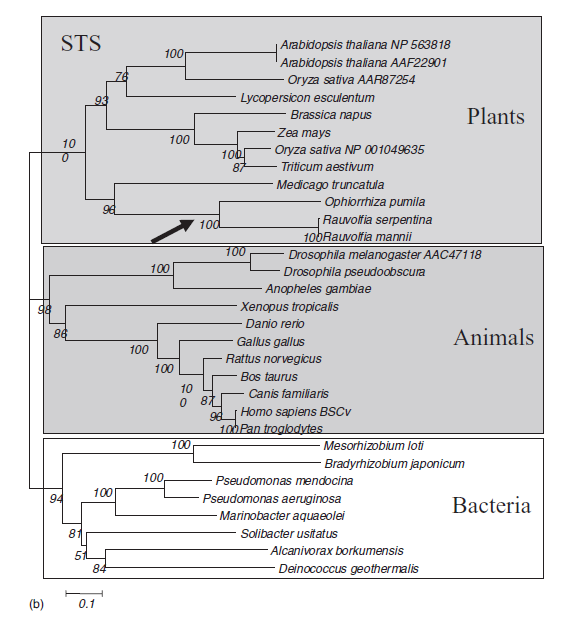 STS
100
Arabidopsis thaliana NP 563818
Arabidopsis thaliana AAF22901
76
Oryza sativa AAR87254
93
Lycopersicon esculentum
Brassica napus
Plants
100
Zea mays
10
0
100
Oryza sativa NP 001049635
87
Triticum aestivum
Medicago truncatula
96
Ophiorrhiza pumila
100
Rauvolfia serpentina
100
Rauvolfia mannii
100
Drosophila melanogaster AAC47118
100
Drosophila pseudoobscura
Anopheles gambiae
98
Xenopus tropicalis
86
Danio rerio
Animals
100
Gallus gallus
100
Rattus norvegicus
10
0
Bos taurus
87
Canis familiaris
96
Homo sapiens BSCv
100
Pan troglodytes
100
Mesorhizobium loti
Bradyrhizobium japonicum
94
100
Pseudomonas mendocina
100
Pseudomonas aeruginosa
Bacteria
Marinobacter aquaeolei
81
Solibacter usitatus
51
Alcanivorax borkumensis
84
Deinococcus geothermalis
(b)
0.1